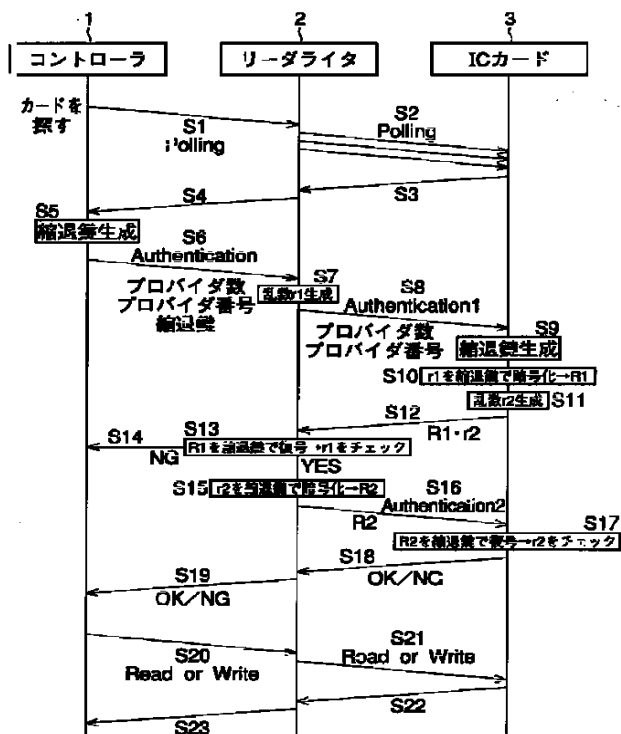 1 2 3
コントローラ リーダライタ ICカード
カードを
探す
S1
Polling
S2
Polling
S4 S3
S5
縮退鍵生成
S6
Authentication
プロバイダ数
プロバイダ番号
縮退鍵
S7
乱数r1生成
S8
Authentication1
プロバイダ数
プロバイダ番号
S9
縮退鍵生成
S10 r1を縮退鍵で暗号化→R1
乱数r2生成 S11
S12
R1・r2
S14 S13
NG R1を縮退鍵で復号→r1をチェック
YES
S15 r2を縮退鍵で暗号化→R2
S16
Authentication2
R2
S17
R2を縮退鍵で復号→r2をチェック
S18
OK/NG
S19
OK/NG
S20
Read or Write
S21
Read or Write
S22
S23